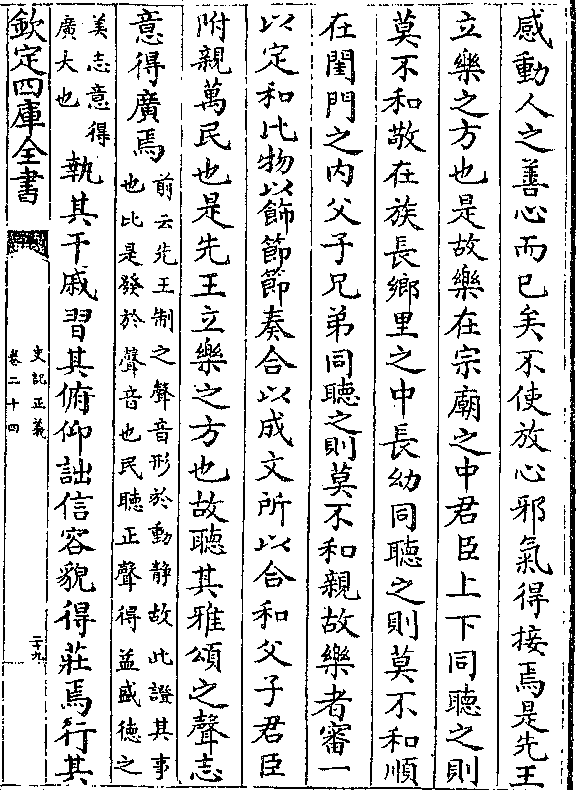 感動人之善心而已矣不使放心邪氣得接焉是先王
立樂之方也是故樂在宗廟之中君臣上下同聽之則
莫不和敬在族長鄉里之中長幼同聽之則莫不和順
在閨門之內父子兄弟同聽之則莫不和親故樂者審一
以定和比物以飾節節奏合以成文所以合和父子君臣
附親萬民也是先王立樂之方也故聽其雅頌之聲志
意得廣焉
前云先王制之聲音形於動靜故此證其事
也此是發於聲音也民聽正聲得益盛德之
美志意得
廣大也
執其干戚習其俯仰詘信容貌得莊焉行其
欽定四庫全書
史記正義
卷二十四
二十九